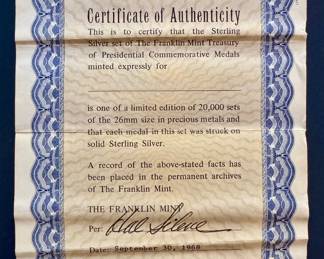 Certificate of Authenticity
This is to certify that the Sterling
Silver set of The Franklin Mint Treasury
of Presidential Commemorative Medals
minted expressly for
is one of a limited edition of 20,000 sets
of the 26mm size in precious metals and
that each medal in this set was struck on
solid Sterling Silver.
A record of the above-stated facts has
been placed in the permanent archives
of The Franklin Mint.
THE FRANKLIN MINT
Per:
Date: September 30, 1968